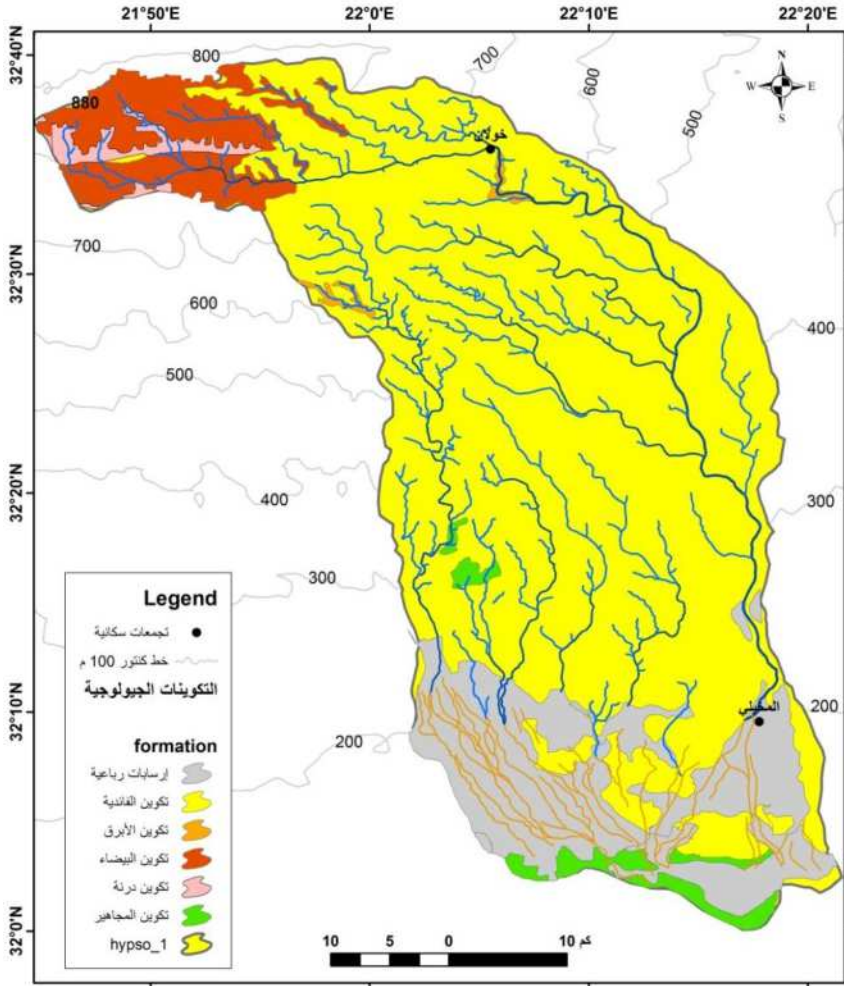 21°50'E
22°0'E
22°10'E
22°20'E
32°40'N
32°30'N
32°20'N
32°10'N
32°0'N
N
W
E
S
800
700
600
500
880
خولان
700
600
500
400
300
200
400
300
200
المخيلي
Legend
تجمعات سكانية
خط كنتور 100 م
التكوينات الجيولوجية
formation
إرسابات رباعية
تكوين الفائدية
تكوين الأبرق
تكوين البيضاء
تكوين درنة
تكوين المجاهير
hypso_1
10 5 0 10 كم